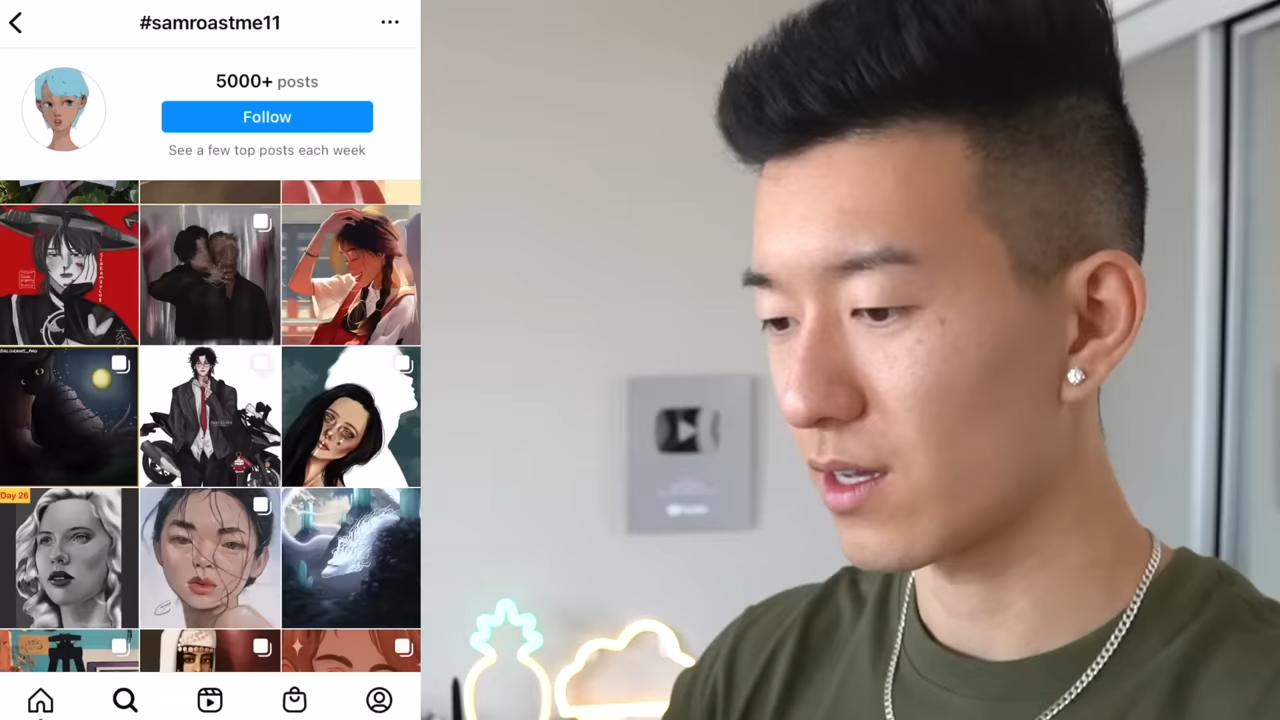 #samroastme11
5000+ posts
Follow
See a few top posts each week
Day 26